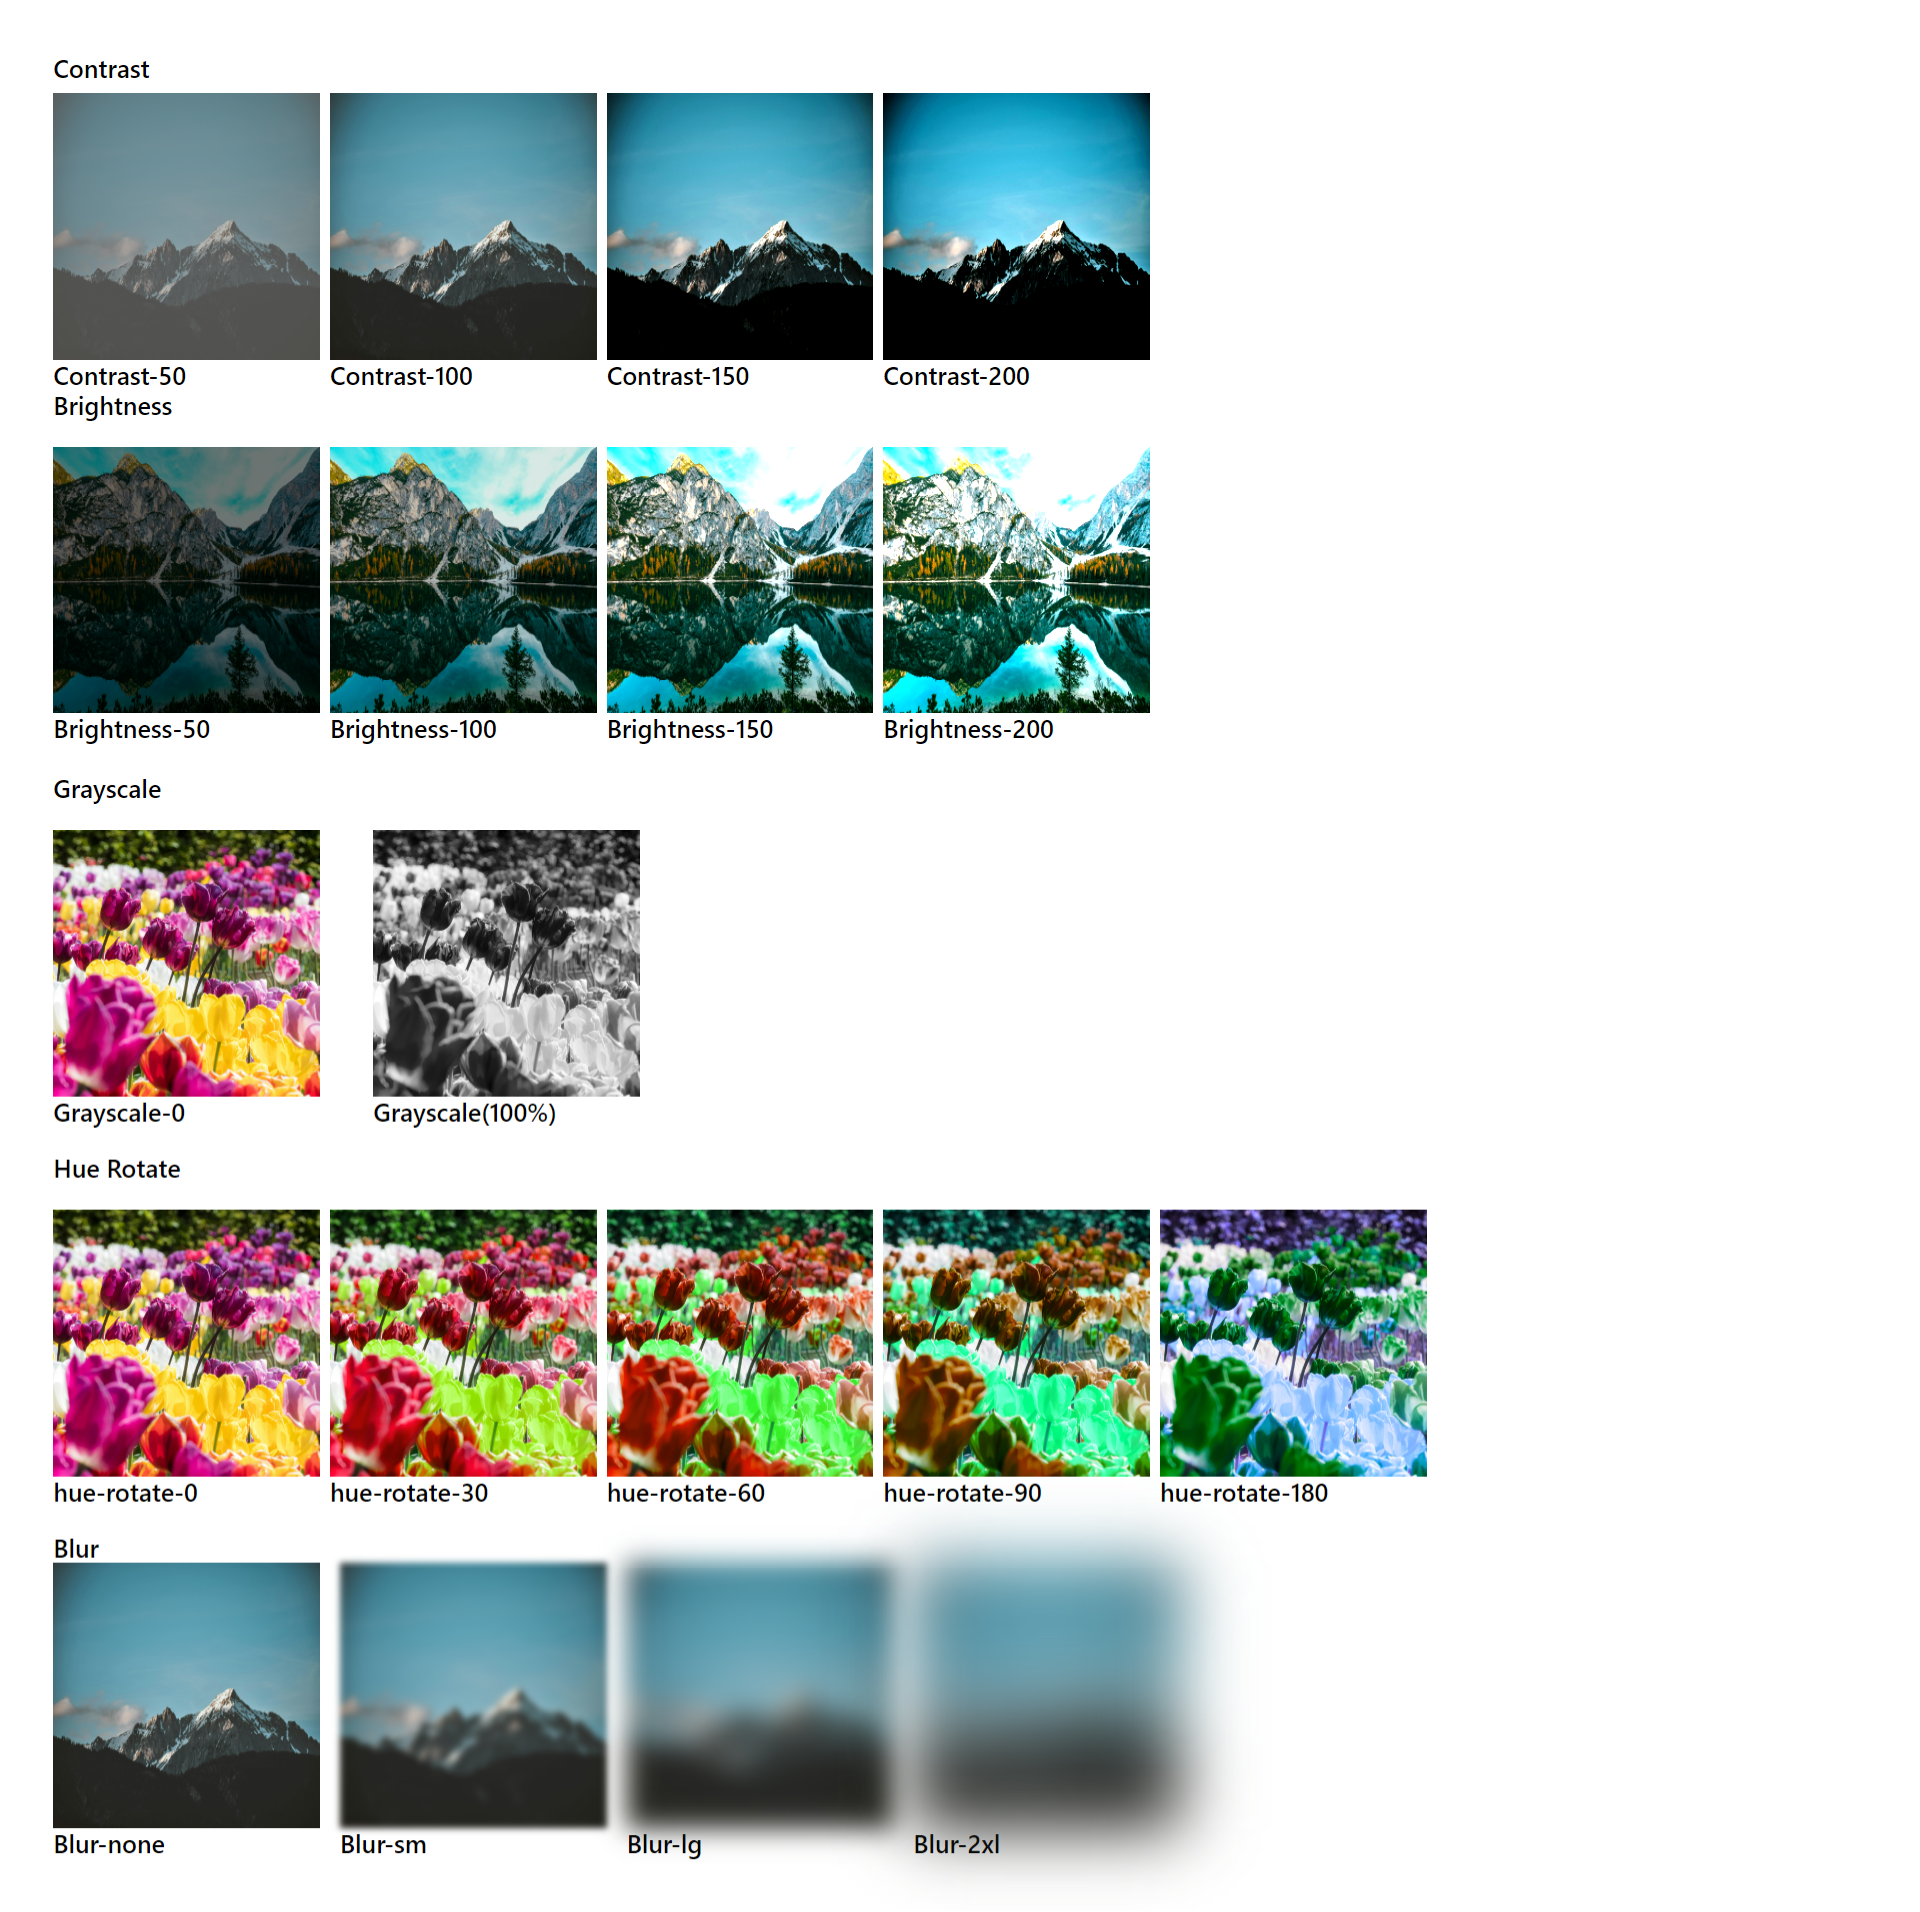 Contrast
Contrast-50 Contrast-100 Contrast-150 Contrast-200
Brightness
Brightness-50 Brightness-100 Brightness-150 Brightness-200
Grayscale
Grayscale-0 Grayscale(100%)
Hue Rotate
hue-rotate-0 hue-rotate-30 hue-rotate-60 hue-rotate-90 hue-rotate-180
Blur
Blur-none Blur-sm Blur-lg Blur-2xl